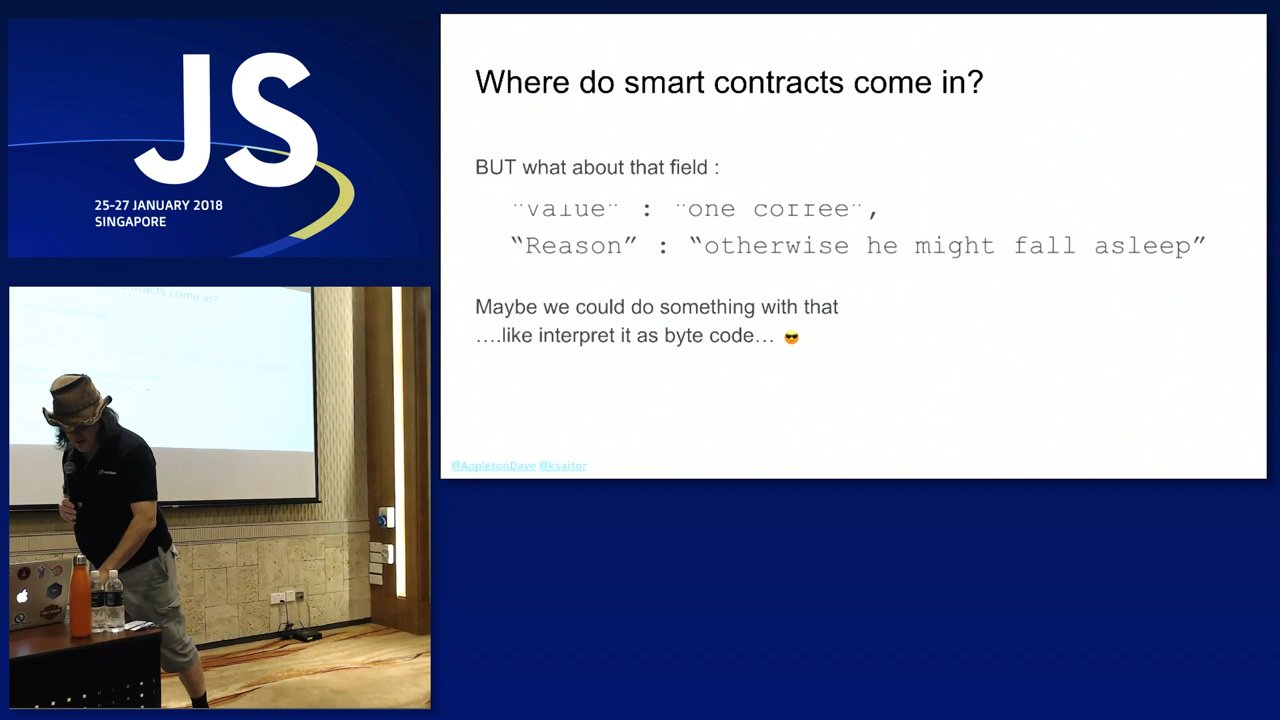 JS
25-27 JANUARY 2018
SINGAPORE
Where do smart contracts come in?
BUT what about that field :
"value" : "one coffee",
“Reason” : “otherwise he might fall asleep”
Maybe we could do something with that
….like interpret it as byte code… 😎
@AppletonDave @ksaitor